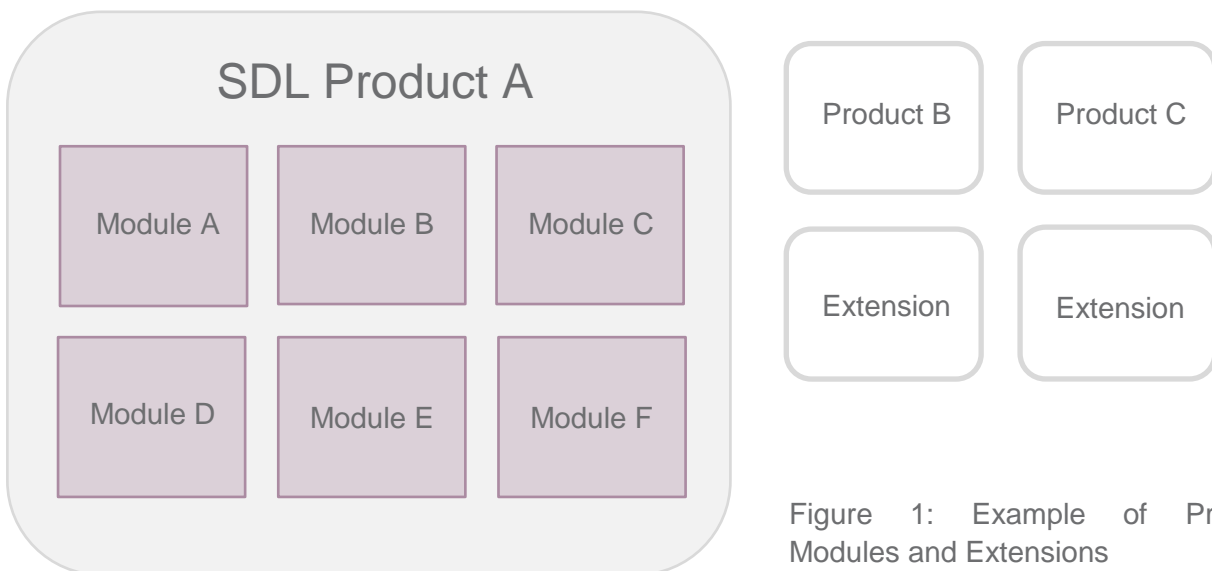 SDL Product A
Module A Module B Module C
Module D Module E Module F
Product B Product C
Extension Extension
Figure 1: Example of
Modules and Extensions